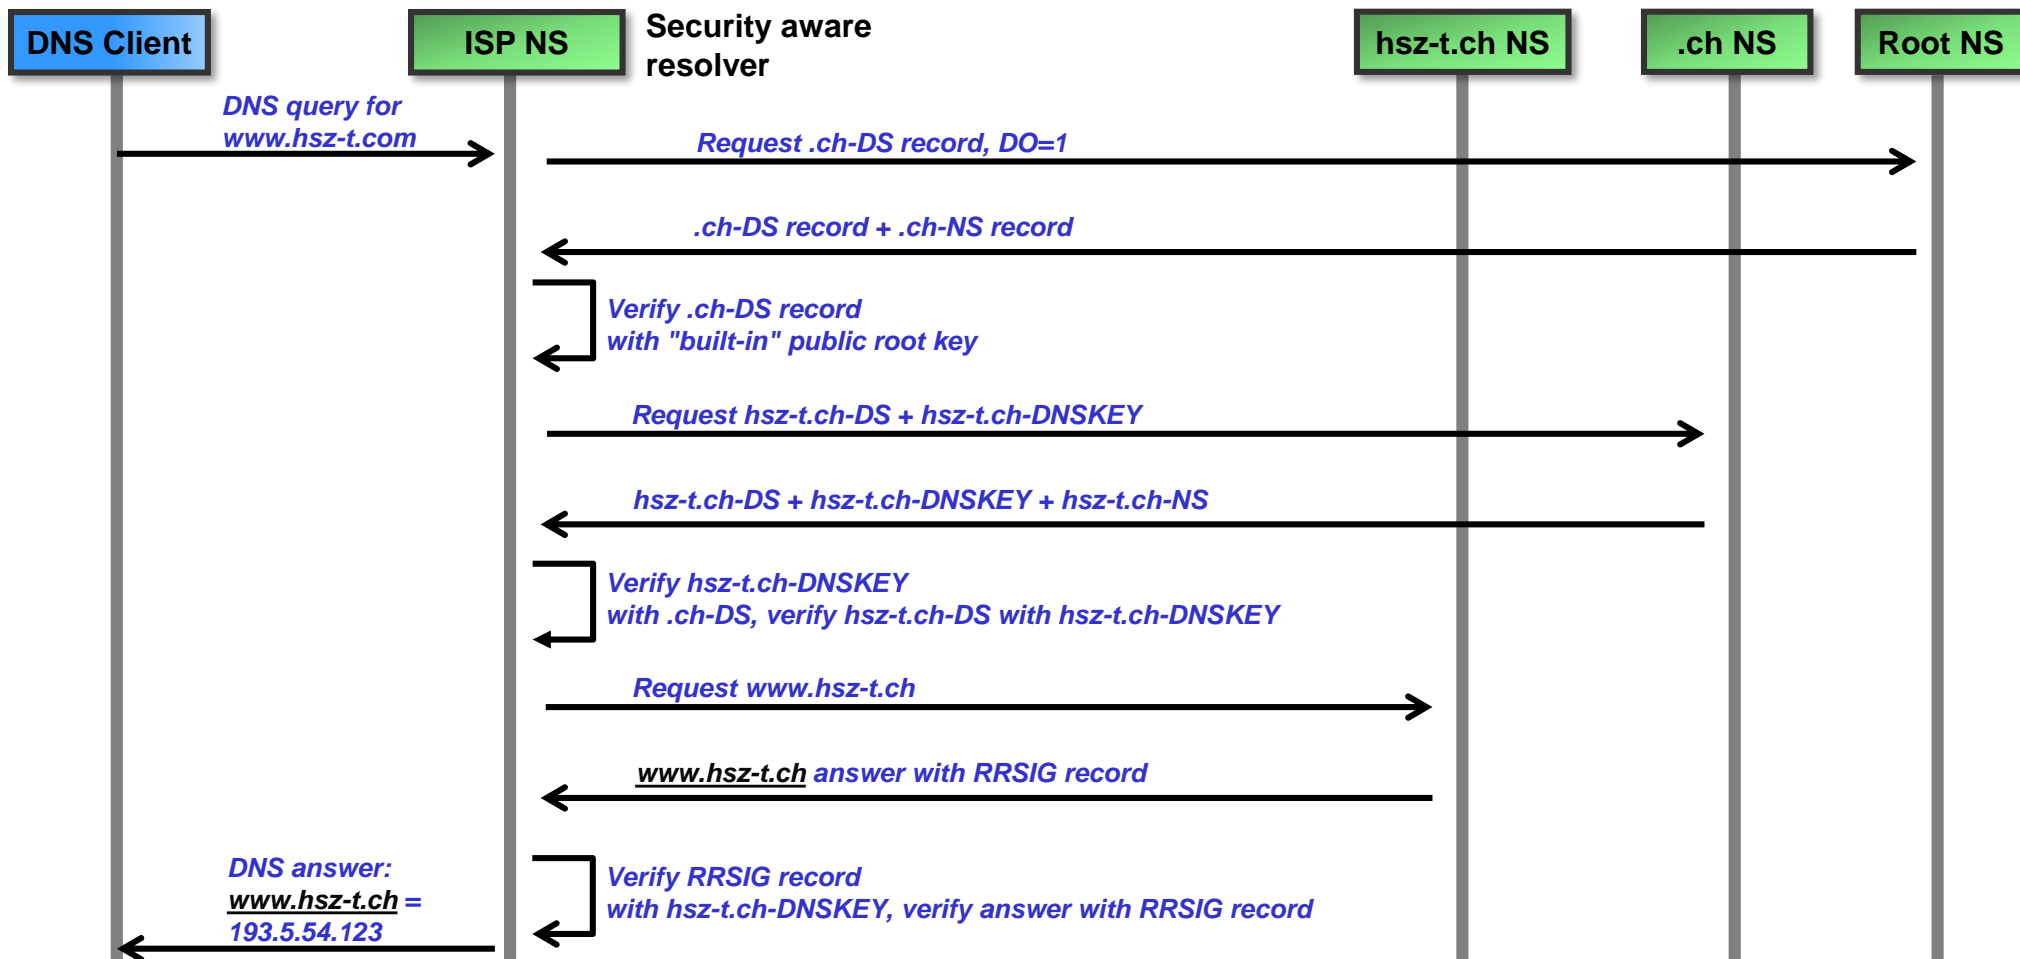 DNS Client
ISP NS
Security aware
resolver
hsz-t.ch NS
.ch NS
Root NS
DNS query for
www.hsz-t.com
Request .ch-DS record, DO=1
.ch-DS record + .ch-NS record
Verify .ch-DS record
with "built-in" public root key
Request hsz-t.ch-DS + hsz-t.ch-DNSKEY
hsz-t.ch-DS + hsz-t.ch-DNSKEY + hsz-t.ch-NS
Verify hsz-t.ch-DNSKEY
with .ch-DS, verify hsz-t.ch-DS with hsz-t.ch-DNSKEY
Request www.hsz-t.ch
www.hsz-t.ch answer with RRSIG record
Verify RRSIG record
with hsz-t.ch-DNSKEY, verify answer with RRSIG record
DNS answer:
www.hsz-t.ch =
193.5.54.123